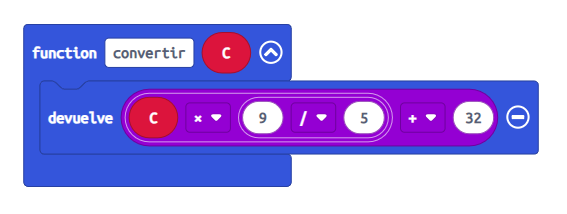 function convertir C
devuelve C × 9 / 5 + 32